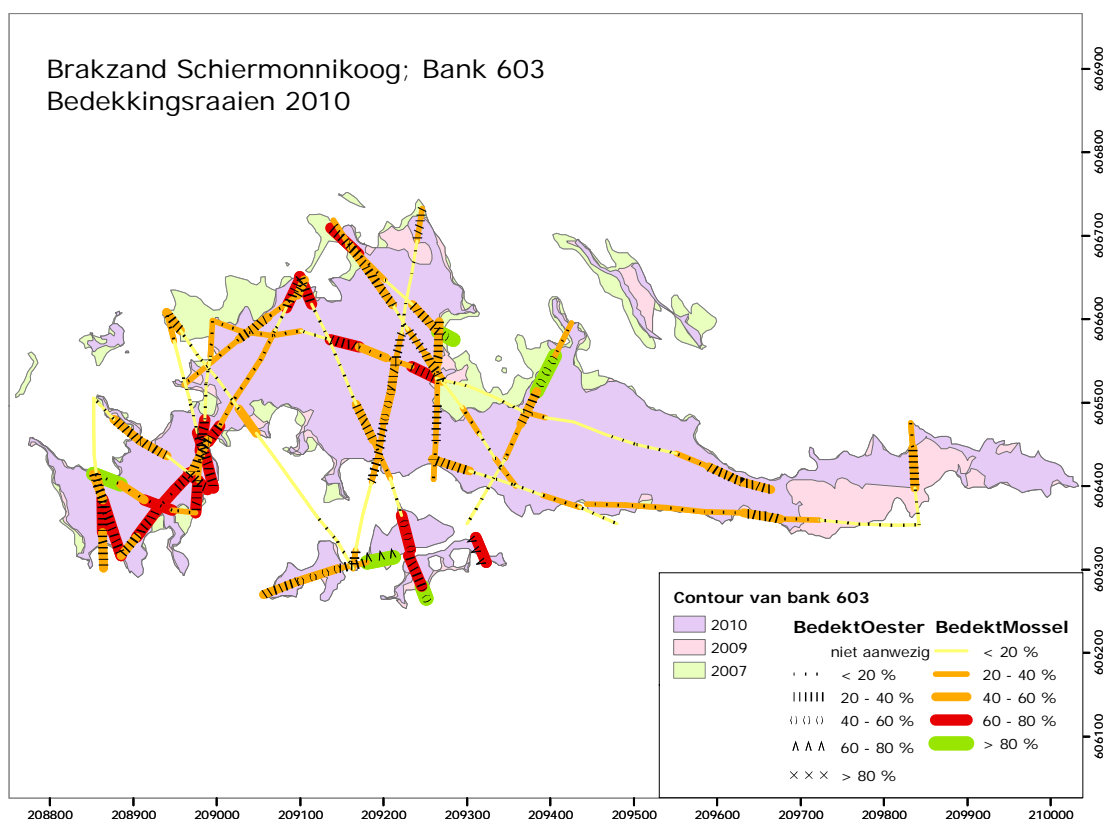 Brakzand Schiermonnikoog; Bank 603
Bedekkingsraaien 2010
606900
606800
606700
606600
606500
606400
606300
606200
606100
Contour van bank 603
2010
2009
2007
BedektOester BedektMossel
niet aanwezig < 20 %
< 20 % 20 - 40 %
20 - 40 % 40 - 60 %
40 - 60 % 60 - 80 %
60 - 80 % > 80 %
> 80 %
208800 208900 209000 209100 209200 209300 209400 209500 209600 209700 209800 209900 210000